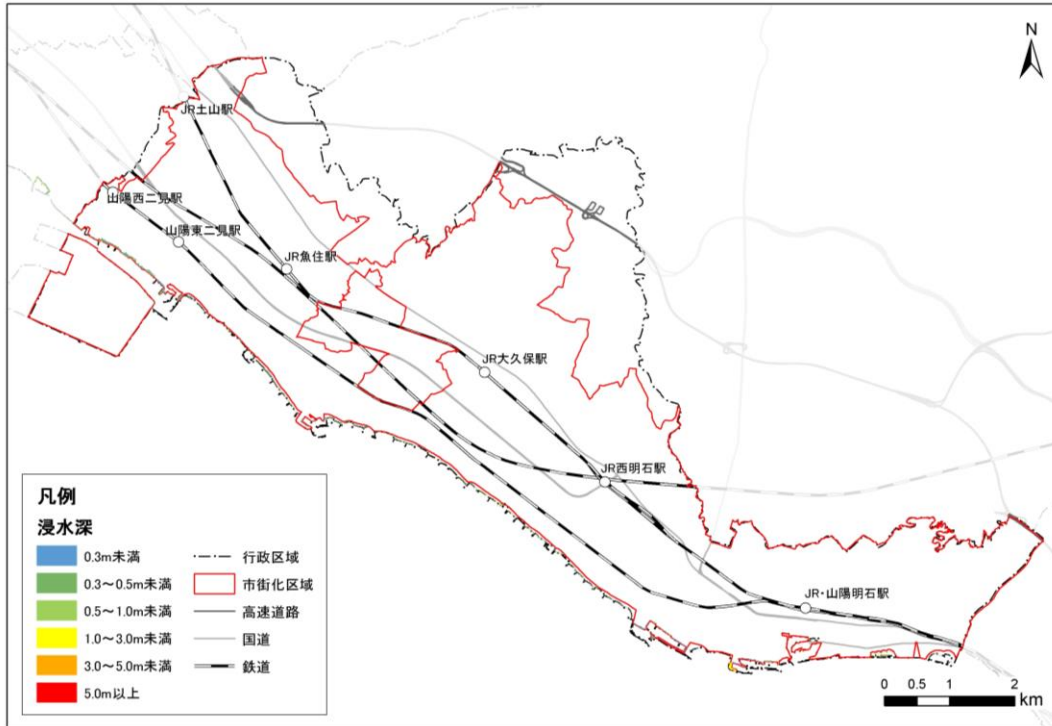 N
JR土山駅
山陽西二見駅
山陽東二見駅
JR魚住駅
JR大久保駅
JR西明石駅
JR・山陽明石駅
凡例
浸水深
0.3m未満
0.3～0.5m未満
0.5～1.0m未満
1.0～3.0m未満
3.0～5.0m未満
5.0m以上
行政区域
市街化区域
高速道路
国道
鉄道
0 0.5 1 2
km